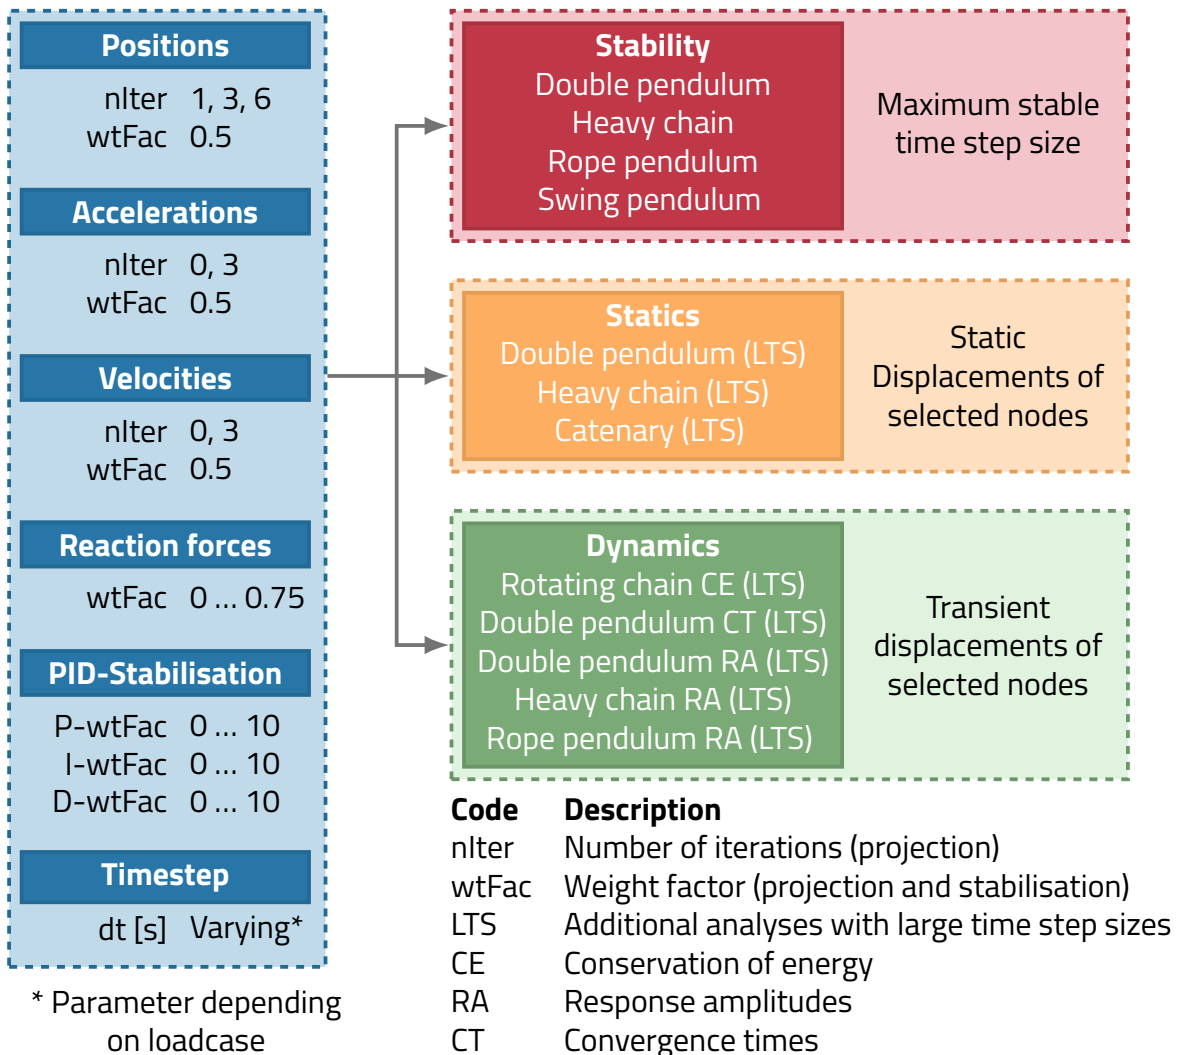 Positions
nIter 1, 3, 6
wtFac 0.5
Accelerations
nIter 0, 3
wtFac 0.5
Velocities
nIter 0, 3
wtFac 0.5
Reaction forces
wtFac 0 ... 0.75
PID-Stabilisation
P-wtFac 0 ... 10
I-wtFac 0 ... 10
D-wtFac 0 ... 10
Timestep
dt [s] Varying*
* Parameter depending
on loadcase
Stability
Double pendulum
Heavy chain
Rope pendulum
Swing pendulum
Maximum stable
time step size
Statics
Double pendulum (LTS)
Heavy chain (LTS)
Catenary (LTS)
Static
Displacements of
selected nodes
Dynamics
Rotating chain CE (LTS)
Double pendulum CT (LTS)
Double pendulum RA (LTS)
Heavy chain RA (LTS)
Rope pendulum RA (LTS)
Transient
displacements of
selected nodes
Code Description
nIter Number of iterations (projection)
wtFac Weight factor (projection and stabilisation)
LTS Additional analyses with large time step sizes
CE Conservation of energy
RA Response amplitudes
CT Convergence times